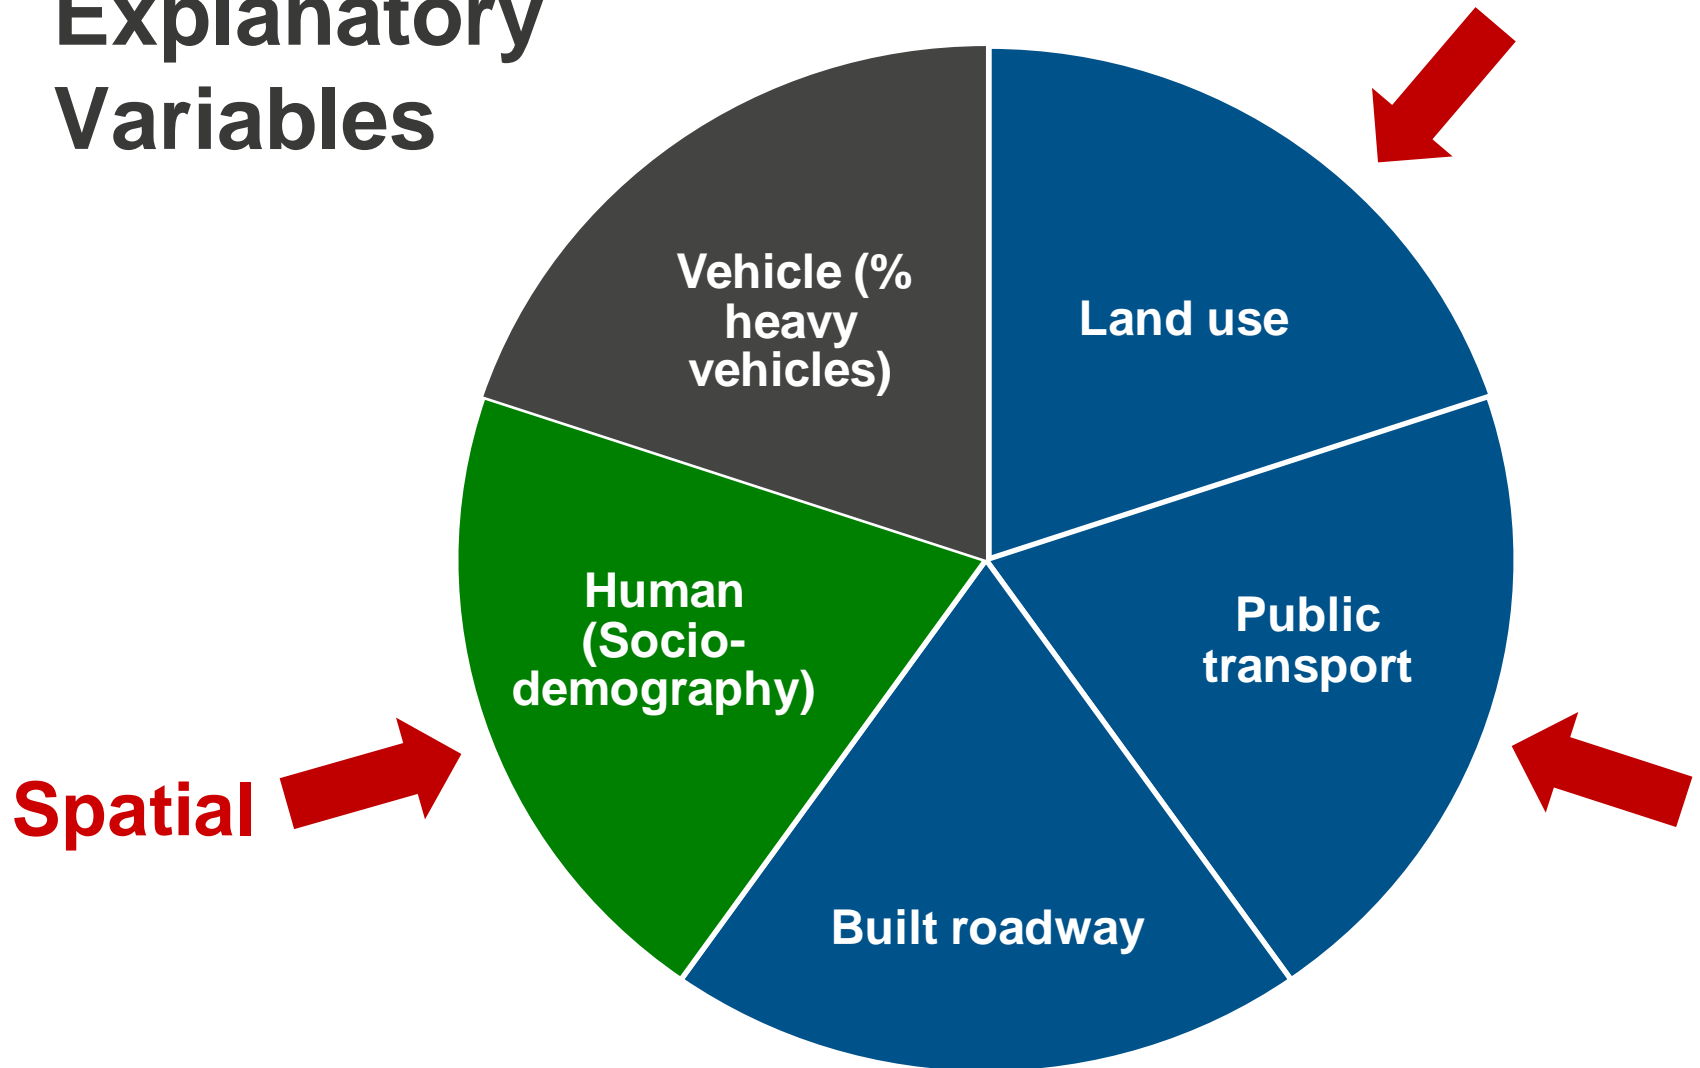 Explanatory
Variables
Vehicle (%
heavy
vehicles)
Land use
Human
(Socio-
demography)
Public
transport
Spatial
Built roadway